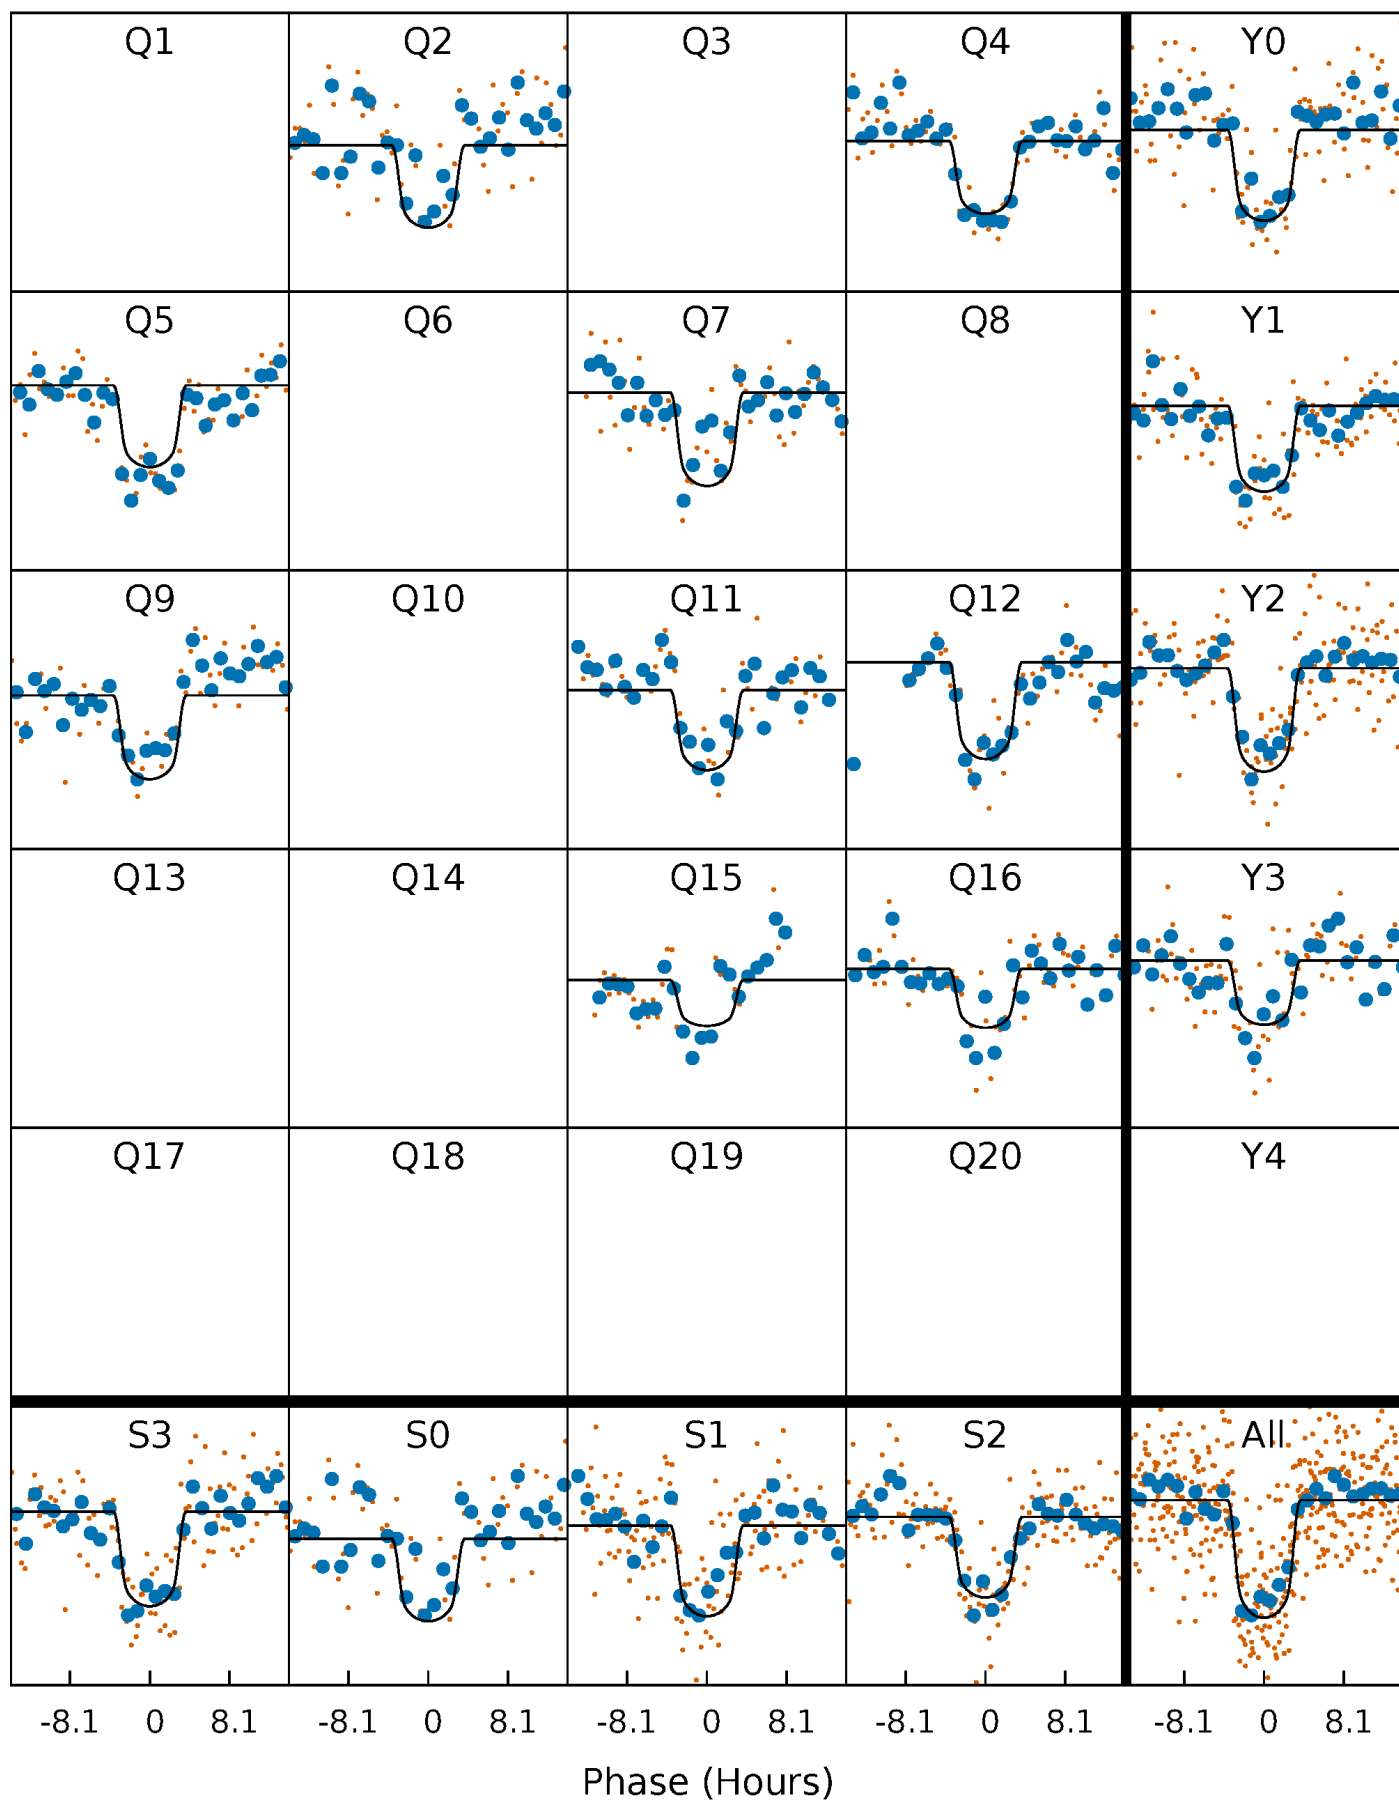 Q1 Q2 Q3 Q4 Y0
Q5 Q6 Q7 Q8 Y1
Q9 Q10 Q11 Q12 Y2
Q13 Q14 Q15 Q16 Y3
Q17 Q18 Q19 Q20 Y4
S3 S0 S1 S2 All
-8.1 0 8.1 -8.1 0 8.1 -8.1 0 8.1 -8.1 0 8.1 -8.1 0 8.1
Phase (Hours)